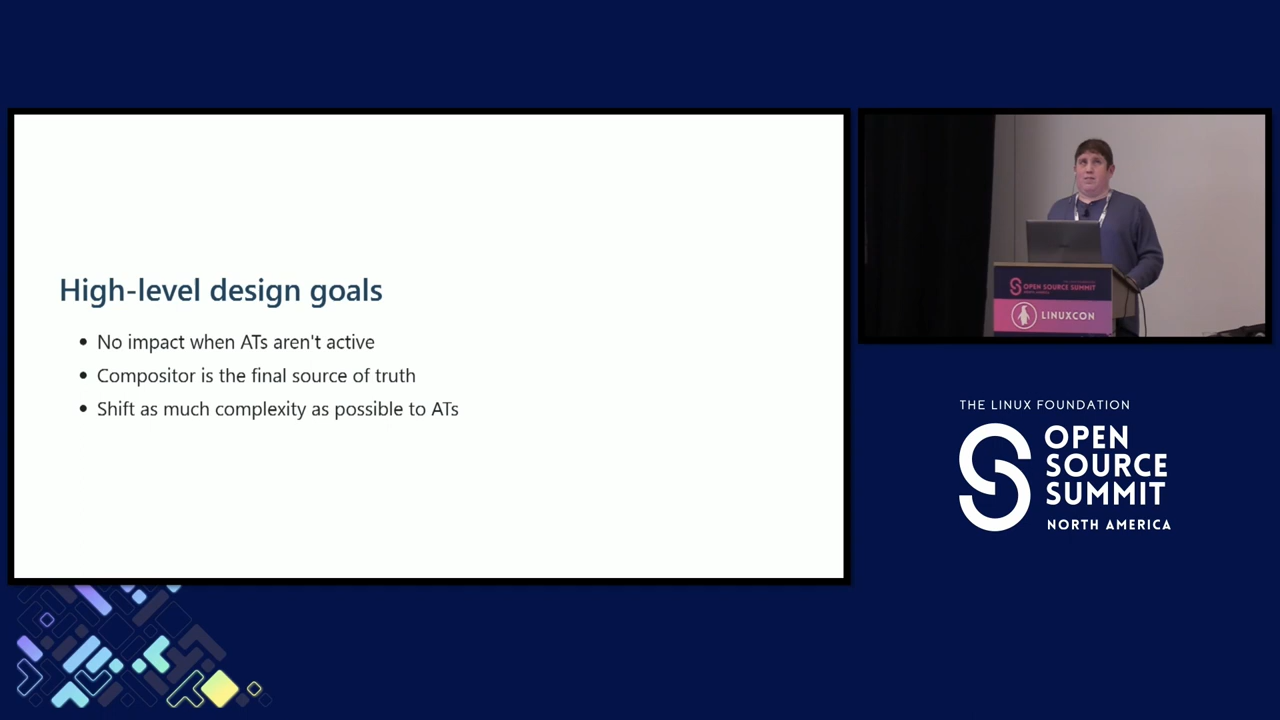 High-level design goals
No impact when ATs aren't active
Compositor is the final source of truth
Shift as much complexity as possible to ATs
OPEN SOURCE SUMMIT
LINUXCON
THE LINUX FOUNDATION
OPEN
SOURCE
SUMMIT
NORTH AMERICA